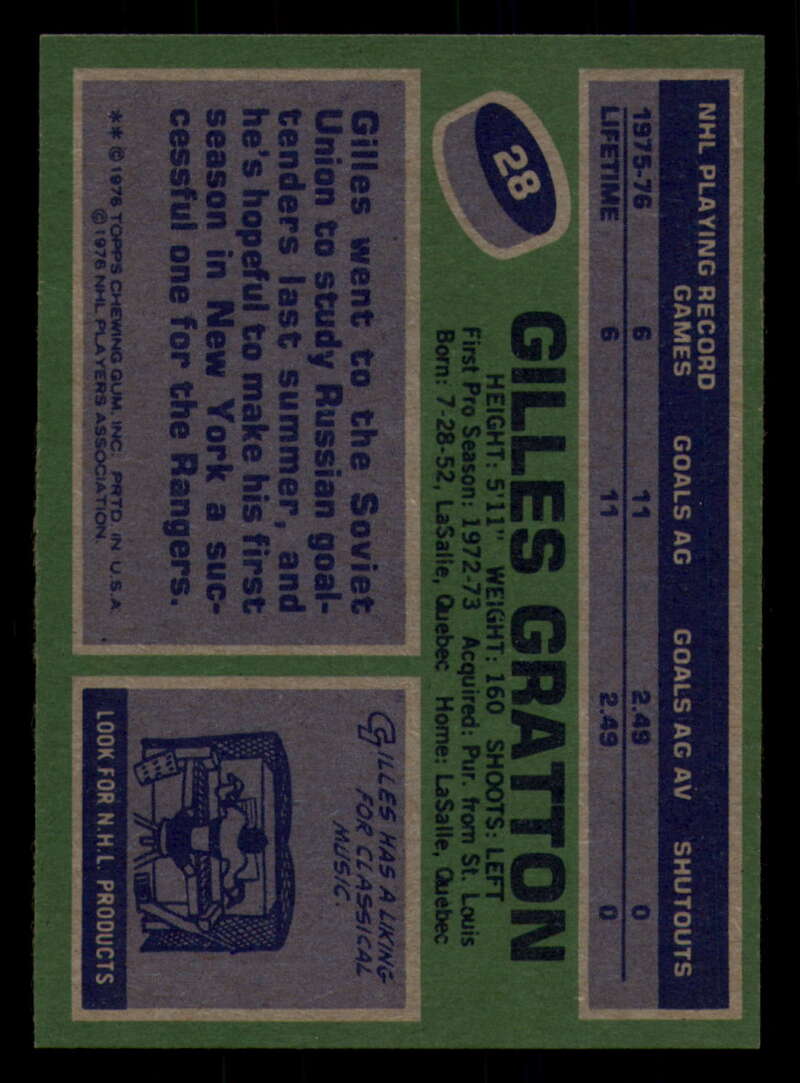 NHL PLAYING RECORD
GAMES GOALS AG GOALS AG AV SHUTOUTS
1975-76 6 11 2.49 0
LIFETIME 6 11 2.49 0
28
GILLES GRATTON
HEIGHT: 5'11" WEIGHT: 160 SHOOTS: LEFT
First Pro Season: 1972-73 Acquired: Pur. from St. Louis
Born: 7-28-52, LaSalle, Quebec Home: LaSalle, Quebec
Gilles went to the Soviet
Union to study Russian goal-
tenders last summer, and
he's hopeful to make his first
season in New York a suc-
cessful one for the Rangers.
** © 1976 TOPPS CHEWING GUM, INC. PRTD. IN U.S.A.
© 1976 NHL PLAYERS ASSOCIATION.
GILLES HAS A LIKING
FOR CLASSICAL
MUSIC.
LOOK FOR N.H.L. PRODUCTS